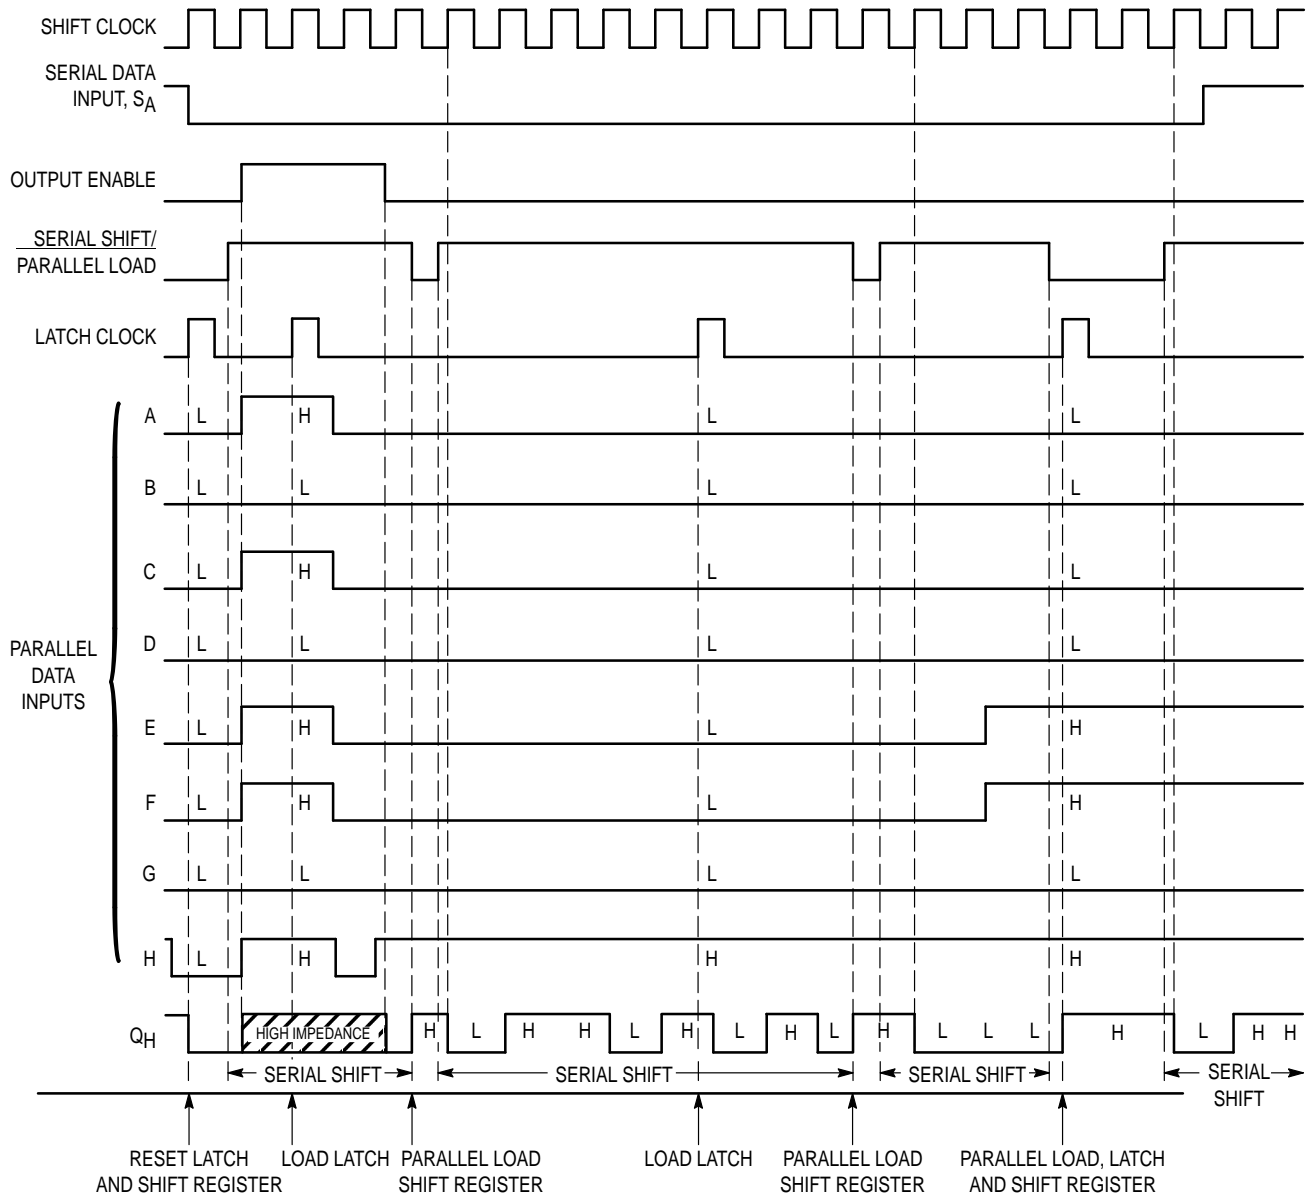 SHIFT CLOCK
SERIAL DATA
INPUT, SA
OUTPUT ENABLE
SERIAL SHIFT/
PARALLEL LOAD
LATCH CLOCK
PARALLEL
DATA
INPUTS
A L H L L
B L L L L
C L H L L
D L L L L
E L H L H
F L H L H
G L L L L
H L H H H
QH HIGH IMPEDANCE H L H H L H L H L H L L L H L H H
SERIAL SHIFT SERIAL SHIFT SERIAL SHIFT SERIAL
SHIFT
RESET LATCH
AND SHIFT REGISTER
LOAD LATCH
PARALLEL LOAD
SHIFT REGISTER
LOAD LATCH
PARALLEL LOAD
SHIFT REGISTER
PARALLEL LOAD, LATCH
AND SHIFT REGISTER